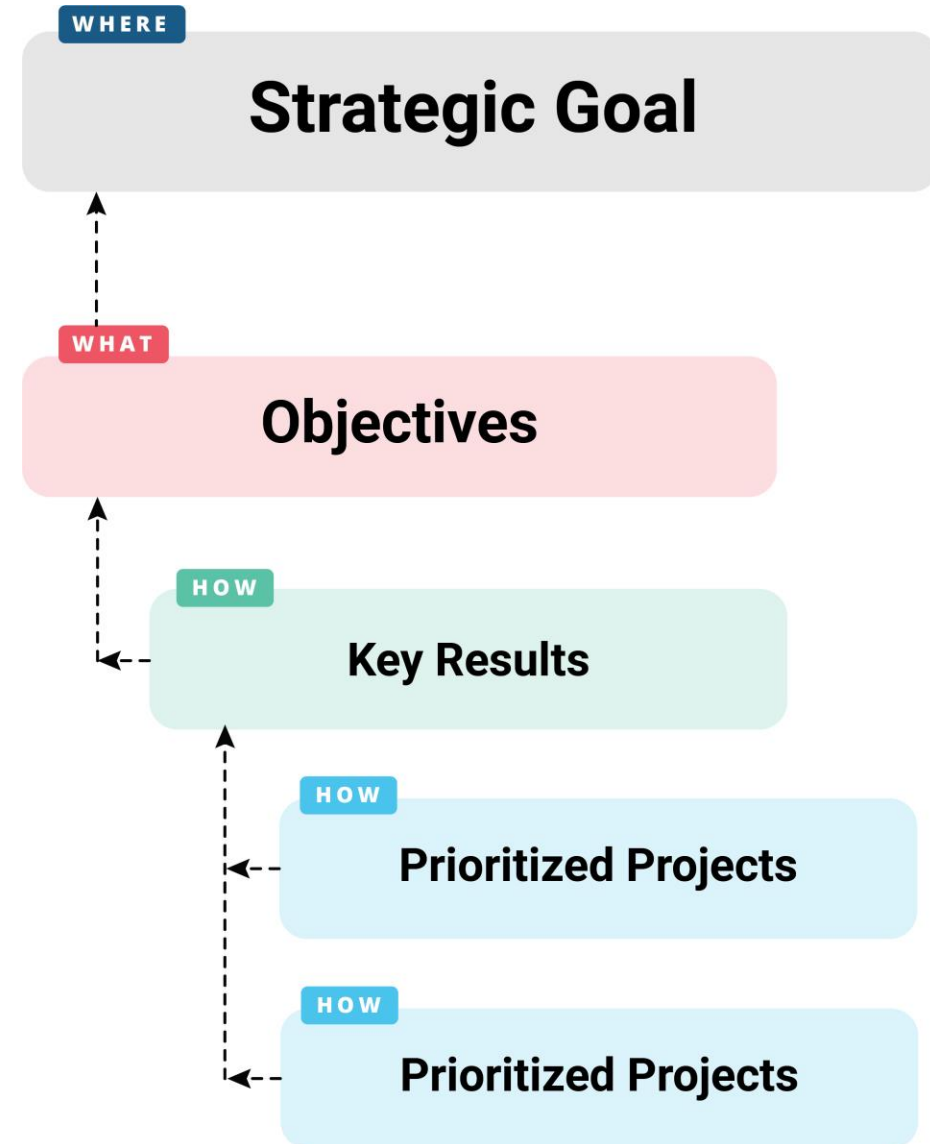 WHERE
Strategic Goal
WHAT
Objectives
HOW
Key Results
HOW
Prioritized Projects
HOW
Prioritized Projects